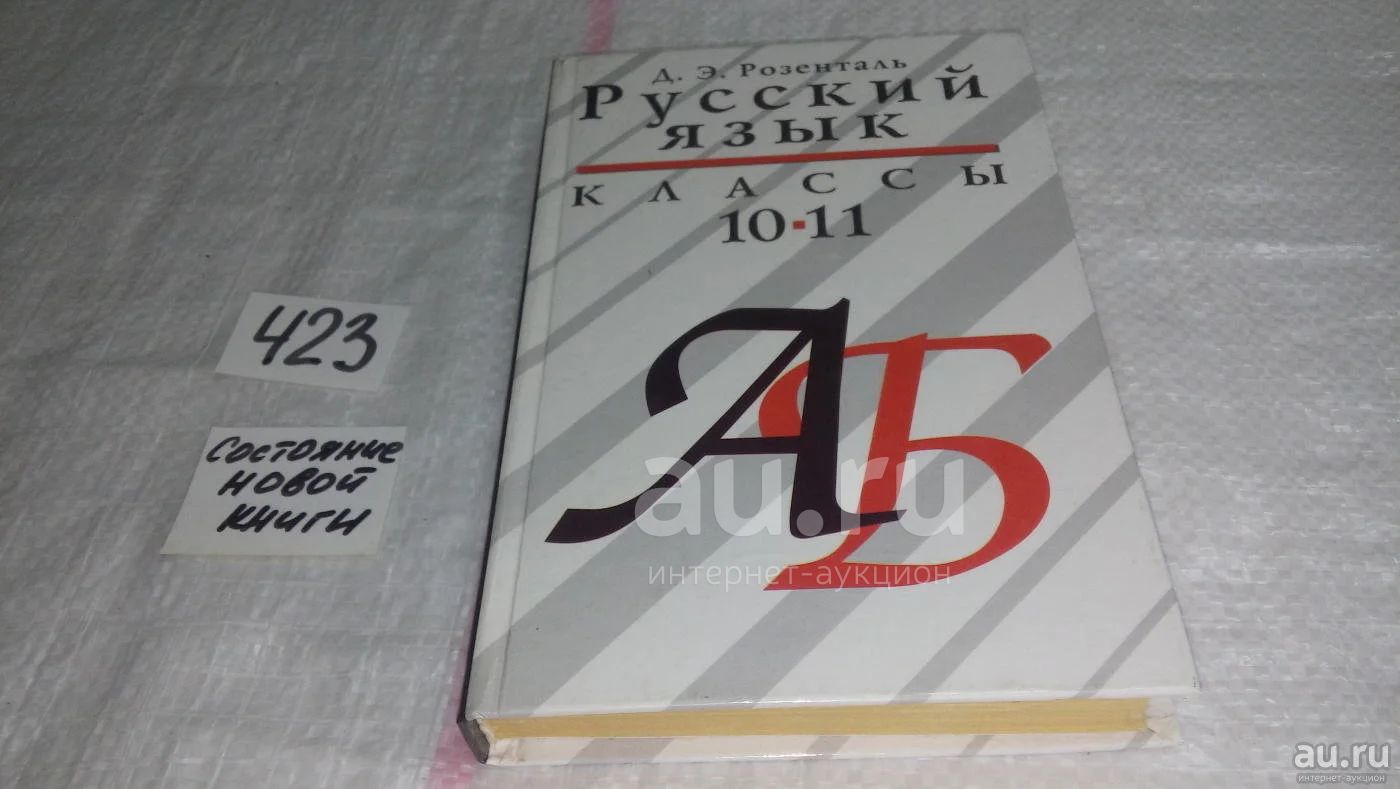 Д. Э. Розенталь
Русский
язык
классы
10·11
АБ
423
Состояние
новой
книги
au.ru
интернет-аукцион
au.ru
интернет-аукцион